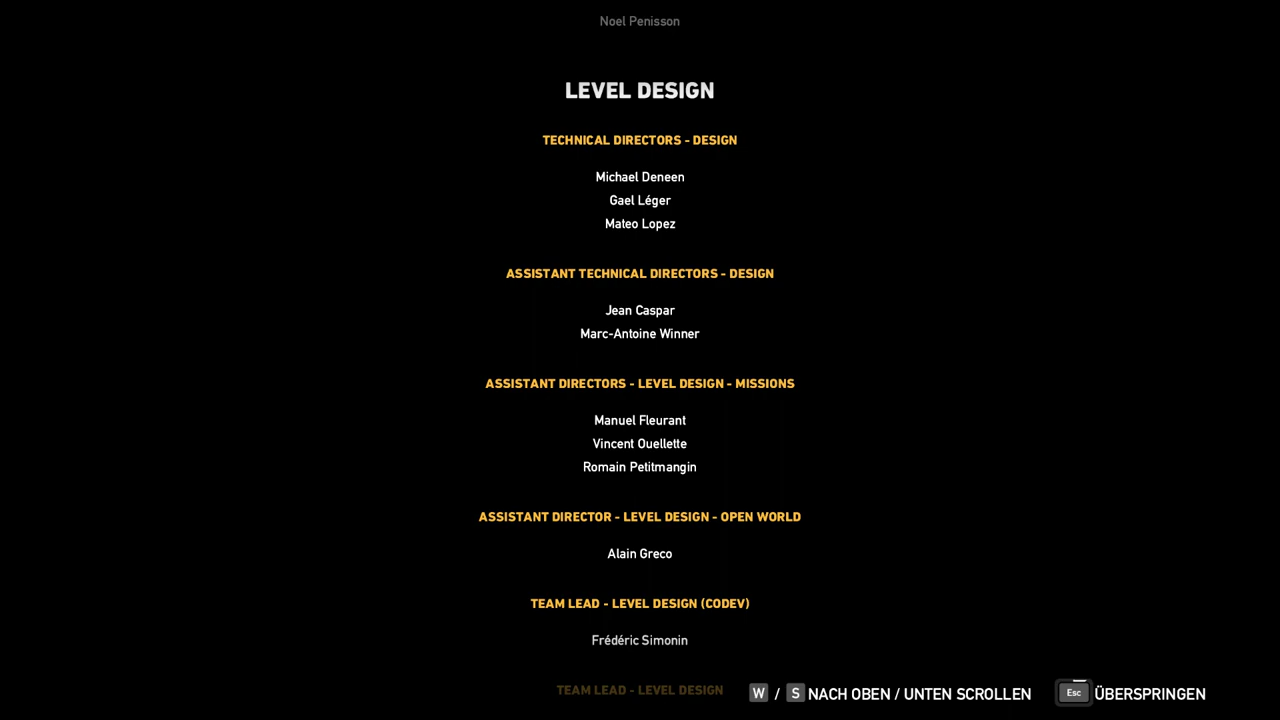 Noel Penisson
LEVEL DESIGN
TECHNICAL DIRECTORS - DESIGN
Michael Deneen
Gael Léger
Mateo Lopez
ASSISTANT TECHNICAL DIRECTORS - DESIGN
Jean Caspar
Marc-Antoine Winner
ASSISTANT DIRECTORS - LEVEL DESIGN - MISSIONS
Manuel Fleurant
Vincent Ouellette
Romain Petitmangin
ASSISTANT DIRECTOR - LEVEL DESIGN - OPEN WORLD
Alain Greco
TEAM LEAD - LEVEL DESIGN (CODEV)
Frédéric Simonin
TEAM LEAD - LEVEL DESIGN
W / S NACH OBEN / UNTEN SCROLLEN Esc ÜBERSPRINGEN